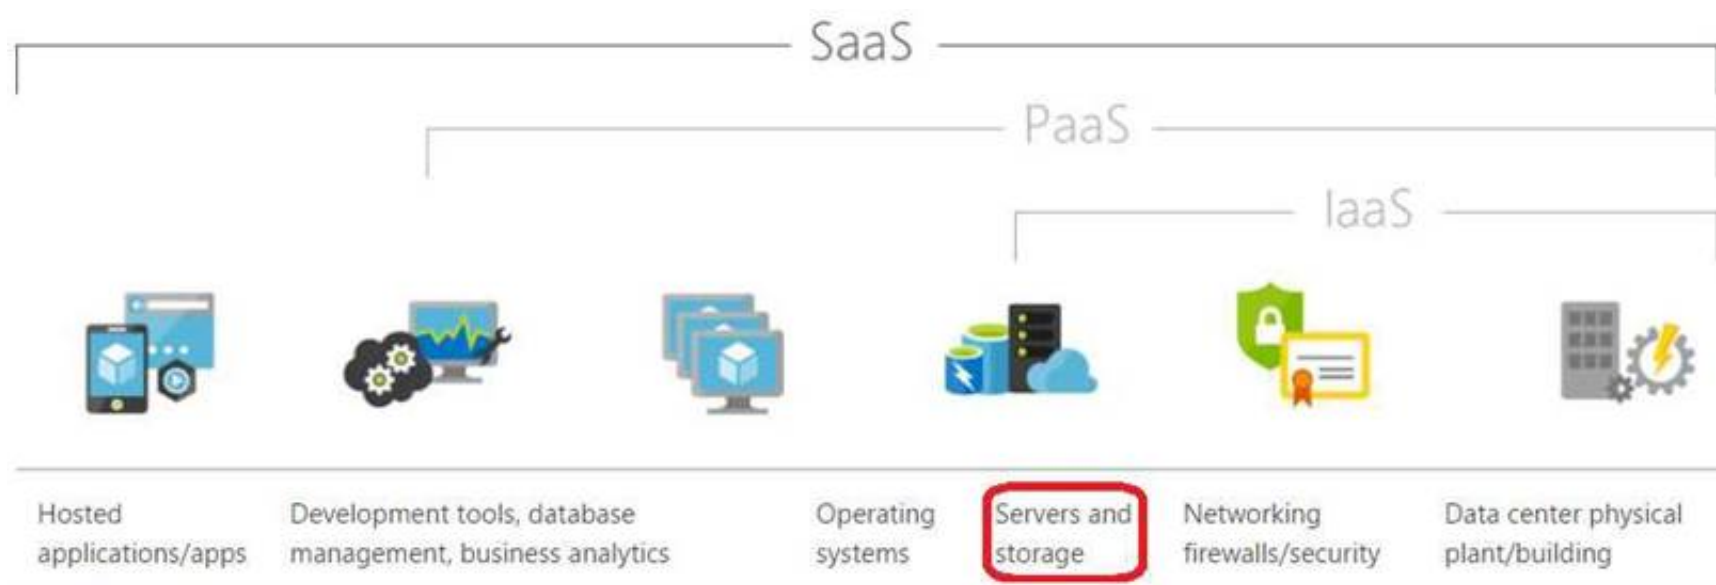 SaaS
PaaS
IaaS
Hosted
applications/apps
Development tools, database
management, business analytics
Operating
systems
Servers and
storage
Networking
firewalls/security
Data center physical
plant/building